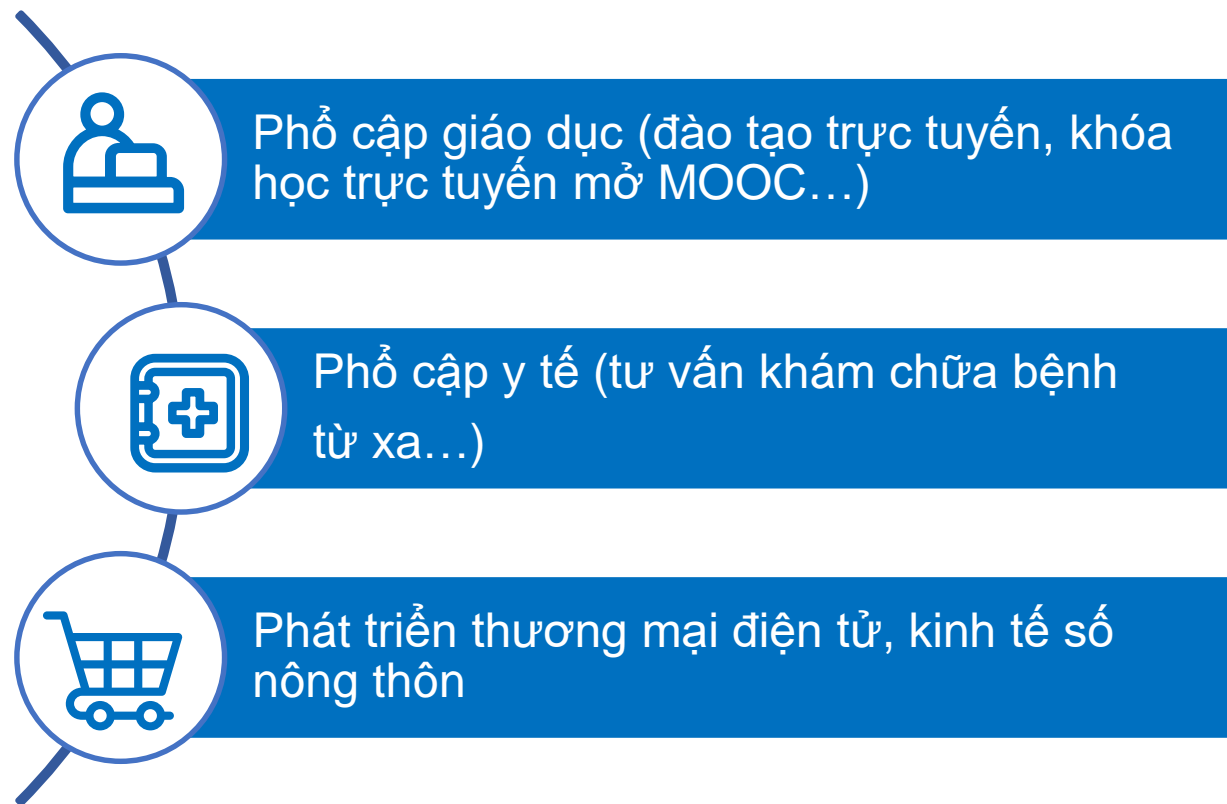 Phổ cập giáo dục (đào tạo trực tuyến, khóa
học trực tuyến mở MOOC…)
Phổ cập y tế (tư vấn khám chữa bệnh
từ xa…)
Phát triển thương mại điện tử, kinh tế số
nông thôn